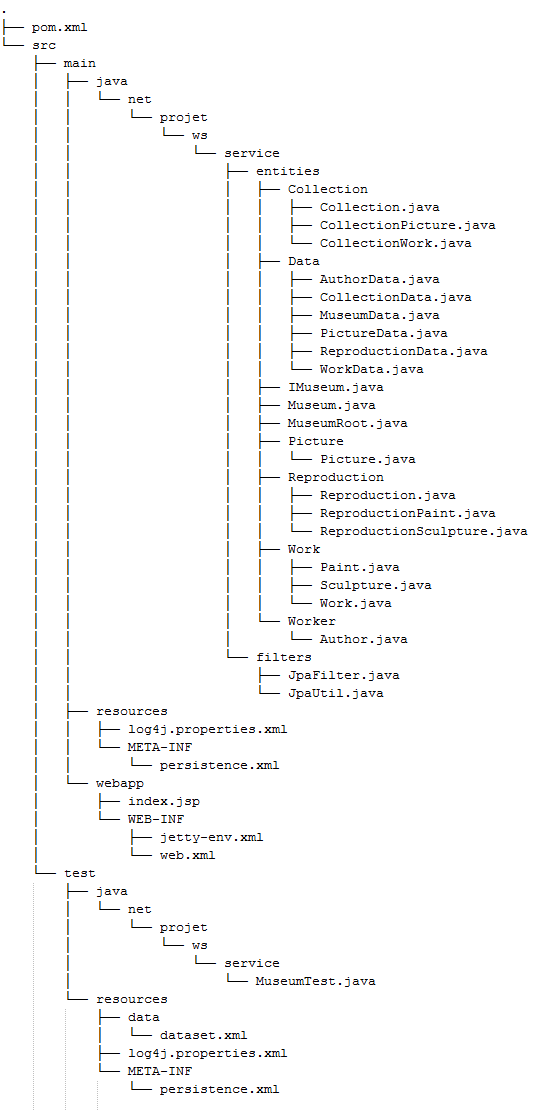 .
├── pom.xml
└── src
    ├── main
    │   ├── java
    │   │   └── net
    │   │       └── projet
    │   │           └── ws
    │   │               └── service
    │   │                   ├── entities
    │   │                   │   ├── Collection
    │   │                   │   │   ├── Collection.java
    │   │                   │   │   ├── CollectionPicture.java
    │   │                   │   │   └── CollectionWork.java
    │   │                   │   ├── Data
    │   │                   │   │   ├── AuthorData.java
    │   │                   │   │   ├── CollectionData.java
    │   │                   │   │   ├── MuseumData.java
    │   │                   │   │   ├── PictureData.java
    │   │                   │   │   ├── ReproductionData.java
    │   │                   │   │   └── WorkData.java
    │   │                   │   ├── IMuseum.java
    │   │                   │   ├── Museum.java
    │   │                   │   ├── MuseumRoot.java
    │   │                   │   ├── Picture
    │   │                   │   │   └── Picture.java
    │   │                   │   ├── Reproduction
    │   │                   │   │   ├── Reproduction.java
    │   │                   │   │   ├── ReproductionPaint.java
    │   │                   │   │   └── ReproductionSculpture.java
    │   │                   │   ├── Work
    │   │                   │   │   ├── Paint.java
    │   │                   │   │   ├── Sculpture.java
    │   │                   │   │   └── Work.java
    │   │                   │   └── Worker
    │   │                   │       └── Author.java
    │   │                   └── filters
    │   │                       ├── JpaFilter.java
    │   │                       └── JpaUtil.java
    │   ├── resources
    │   │   ├── log4j.properties.xml
    │   │   └── META-INF
    │   │       └── persistence.xml
    │   └── webapp
    │       ├── index.jsp
    │       └── WEB-INF
    │           ├── jetty-env.xml
    │           └── web.xml
    └── test
        ├── java
        │   └── net
        │       └── projet
        │           └── ws
        │               └── service
        │                   └── MuseumTest.java
        └── resources
            ├── data
            │   └── dataset.xml
            ├── log4j.properties.xml
            └── META-INF
                └── persistence.xml